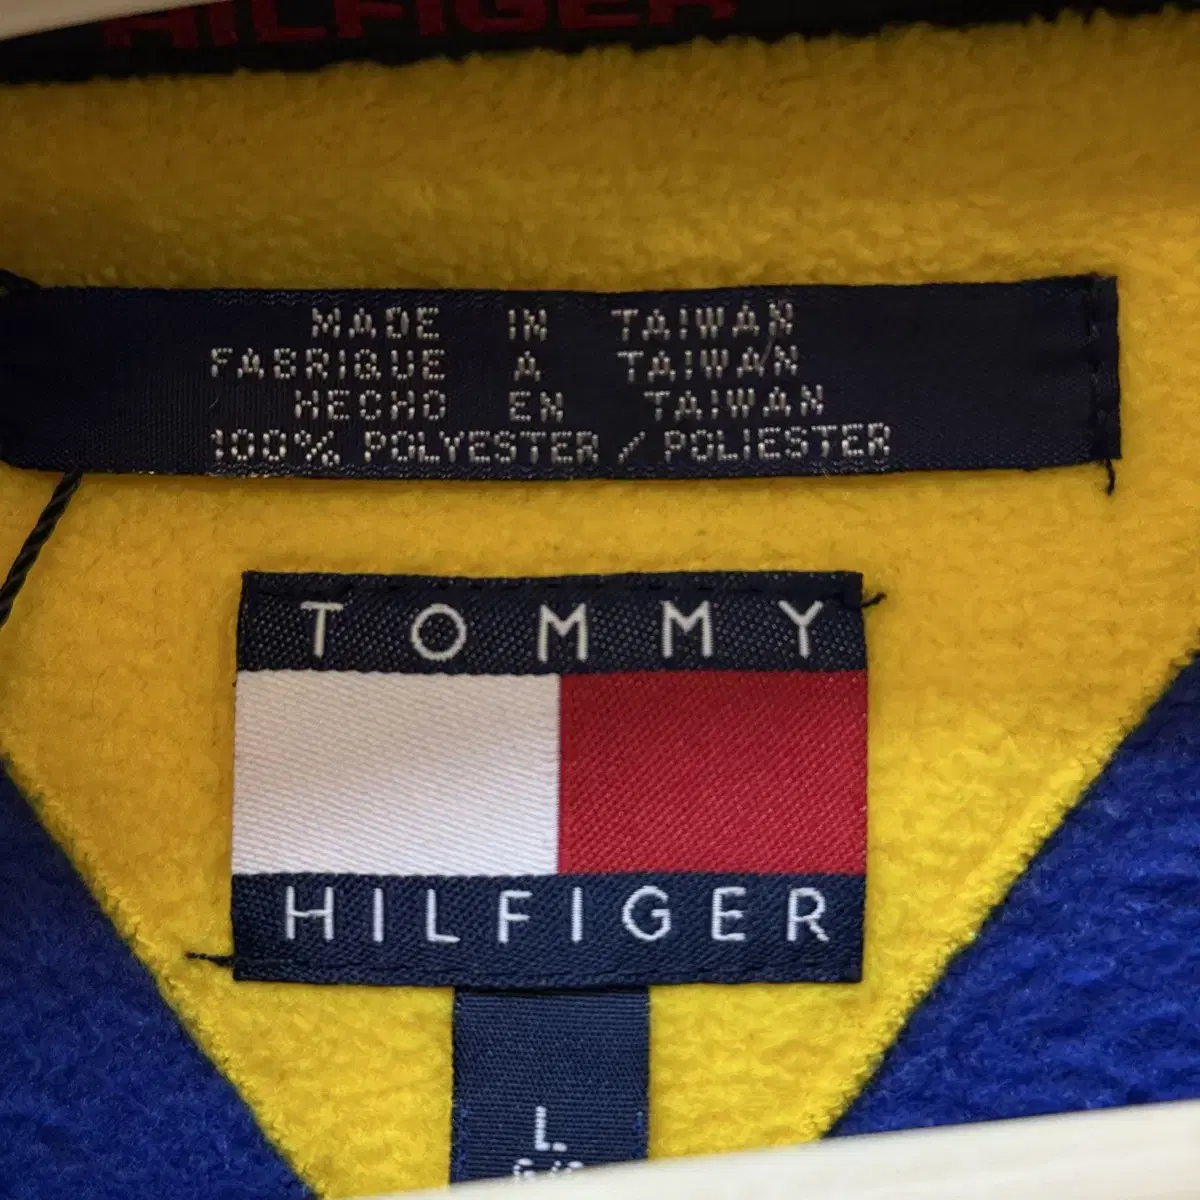 HILFIGER
MADE IN TAIWAN
FABRIQUE A TAIWAN
HECHO EN TAIWAN
100% POLYESTER / POLIESTER
TOMMY
HILFIGER
L